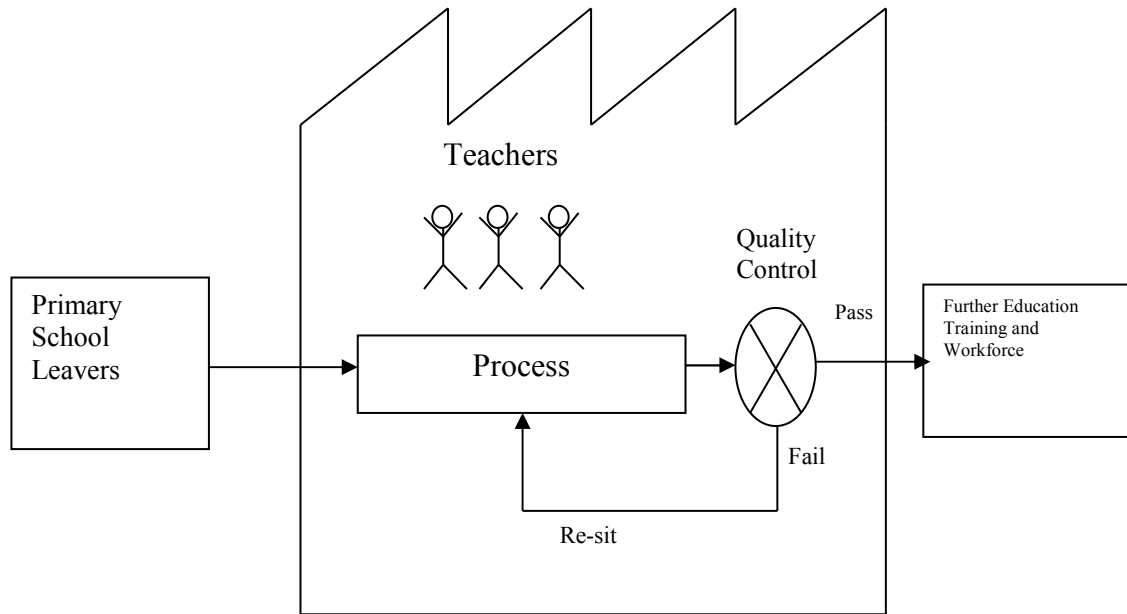 Teachers
Quality
Control
Primary
School
Leavers
Process
Pass
Further Education
Training and
Workforce
Fail
Re-sit